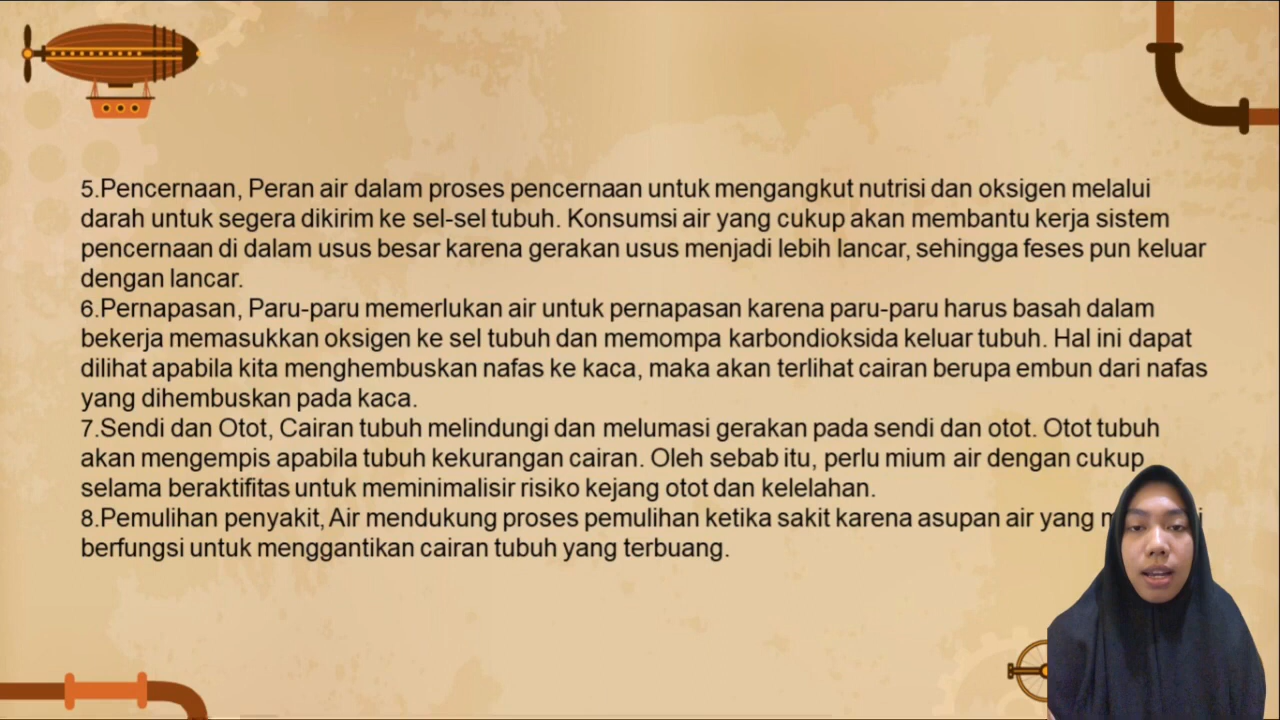 5.Pencernaan, Peran air dalam proses pencernaan untuk mengangkut nutrisi dan oksigen melalui
darah untuk segera dikirim ke sel-sel tubuh. Konsumsi air yang cukup akan membantu kerja sistem
pencernaan di dalam usus besar karena gerakan usus menjadi lebih lancar, sehingga feses pun keluar
dengan lancar.
6.Pernapasan, Paru-paru memerlukan air untuk pernapasan karena paru-paru harus basah dalam
bekerja memasukkan oksigen ke sel tubuh dan memompa karbondioksida keluar tubuh. Hal ini dapat
dilihat apabila kita menghembuskan nafas ke kaca, maka akan terlihat cairan berupa embun dari nafas
yang dihembuskan pada kaca.
7.Sendi dan Otot, Cairan tubuh melindungi dan melumasi gerakan pada sendi dan otot. Otot tubuh
akan mengempis apabila tubuh kekurangan cairan. Oleh sebab itu, perlu mium air dengan cukup
selama beraktifitas untuk meminimalisir risiko kejang otot dan kelelahan.
8.Pemulihan penyakit, Air mendukung proses pemulihan ketika sakit karena asupan air yang
berfungsi untuk menggantikan cairan tubuh yang terbuang.